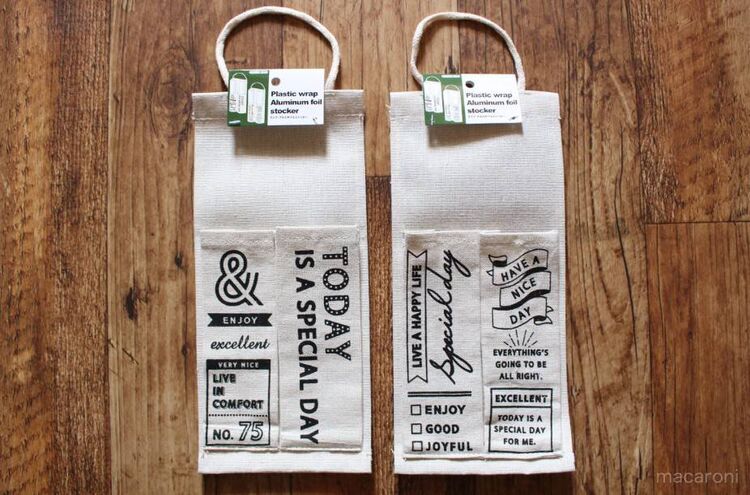 Plastic wrap
Aluminum foil
stocker
&
ENJOY
excellent
VERY NICE
LIVE
IN
COMFORT
NO. 75
TODAY
IS A SPECIAL DAY
Plastic wrap
Aluminum foil
stocker
LIVE A HAPPY LIFE
Special day
ENJOY
GOOD
JOYFUL
HAVE A
NICE
DAY
EVERYTHING'S
GOING TO BE
ALL RIGHT.
EXCELLENT
TODAY IS A
SPECIAL DAY
FOR ME.
macaroni